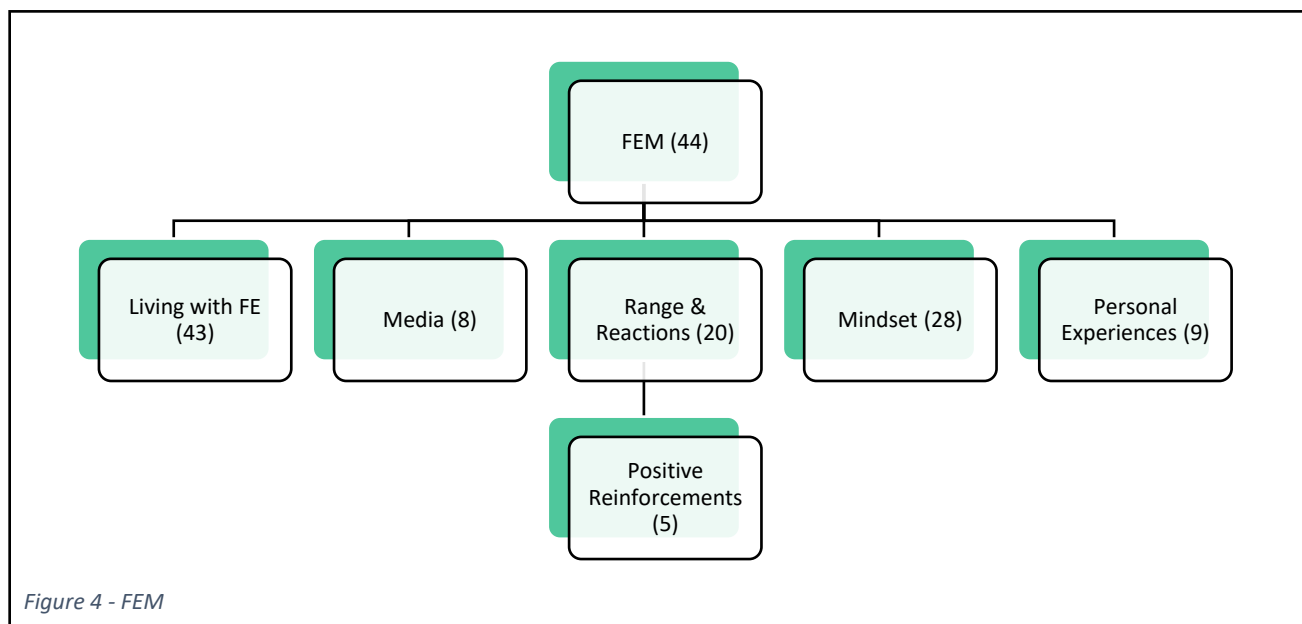 FEM (44)
Living with FE
(43)
Media (8)
Range &
Reactions (20)
Mindset (28)
Personal
Experiences (9)
Positive
Reinforcements
(5)
Figure 4 - FEM